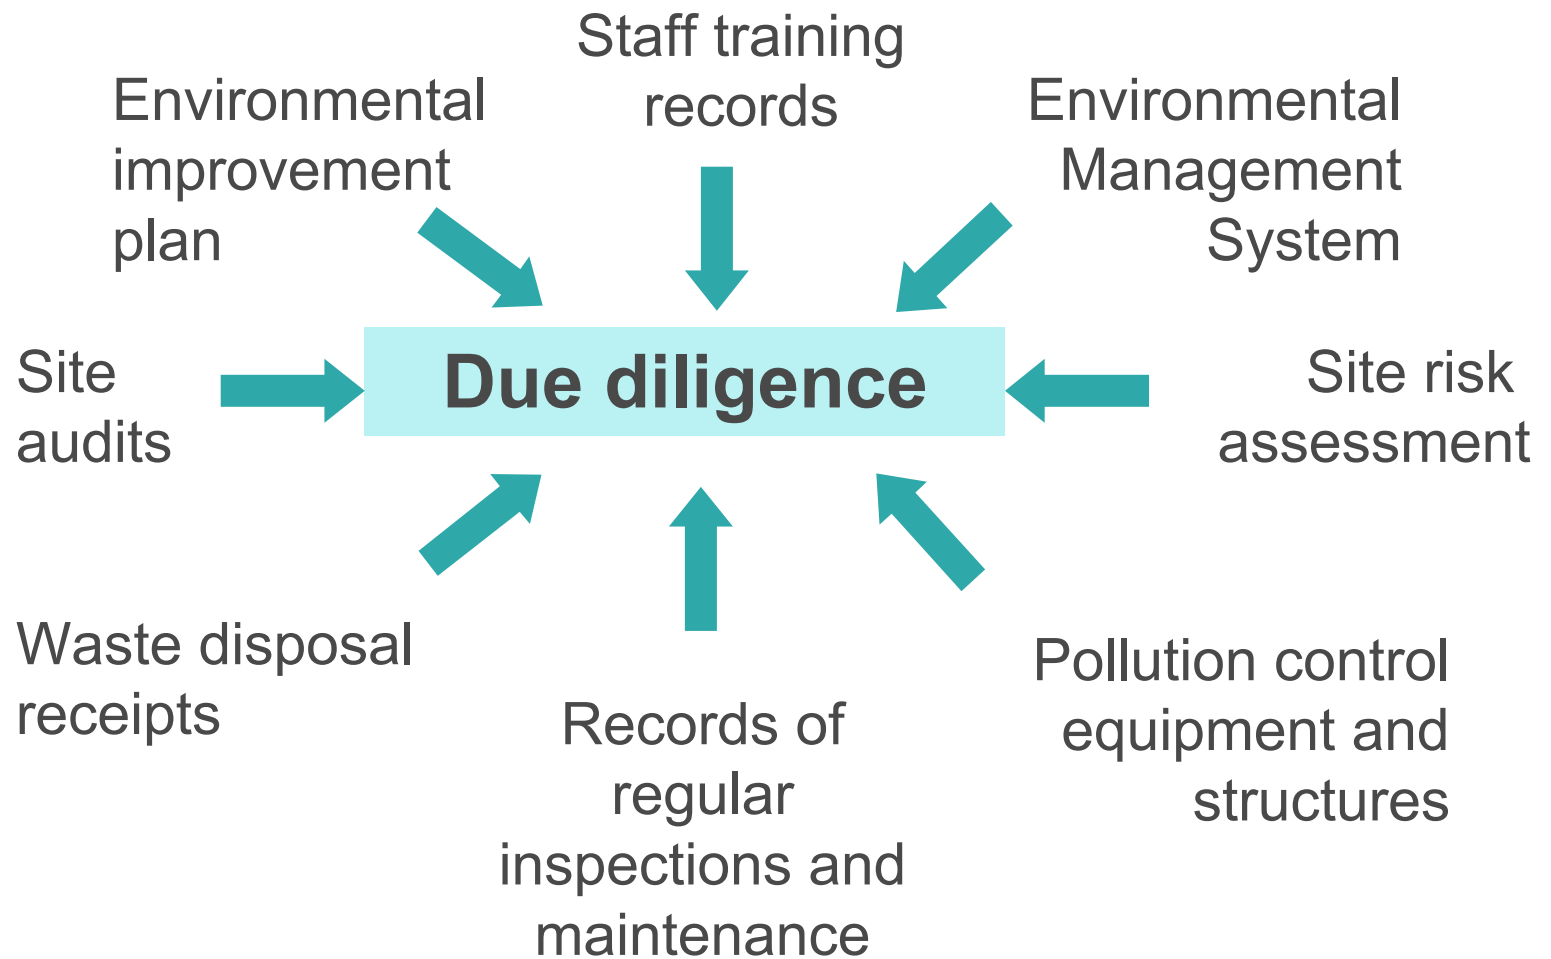 Staff training
records
Environmental
improvement
plan
Environmental
Management
System
Site
audits
Due diligence
Site risk
assessment
Waste disposal
receipts
Records of
regular
inspections and
maintenance
Pollution control
equipment and
structures